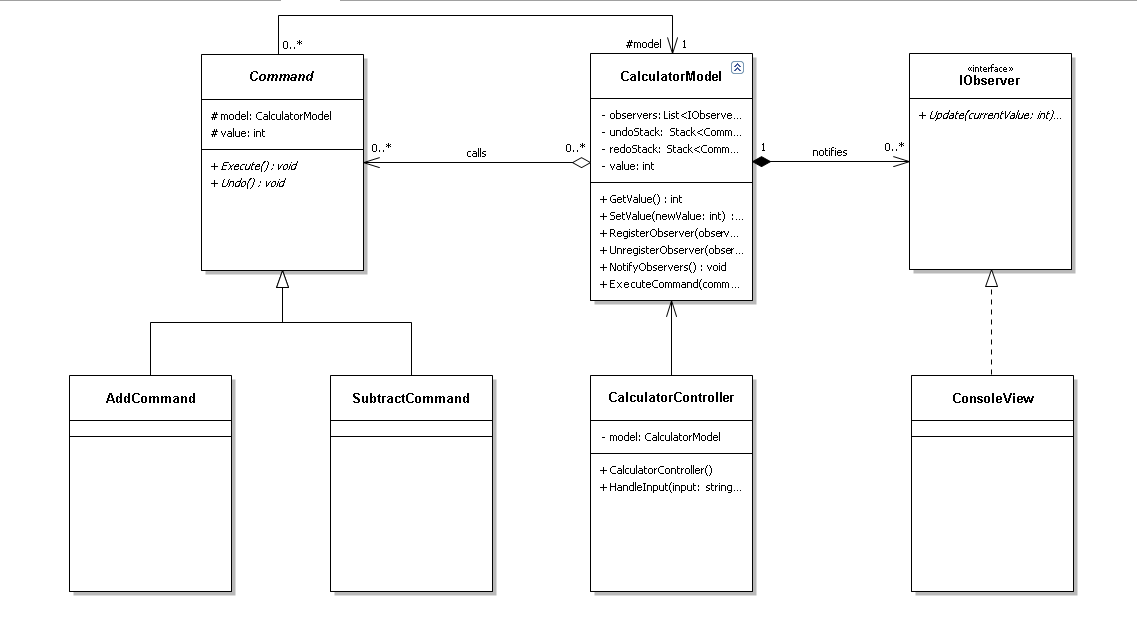 0..*
#model
1
Command
# model: CalculatorModel
# value: int
+ Execute() : void
+ Undo() : void
0..*
calls
0..*
CalculatorModel
- observers: List<IObserve...
- undoStack: Stack<Comm...
- redoStack: Stack<Comm...
- value: int
+ GetValue() : int
+ SetValue(newValue: int) :...
+ RegisterObserver(observ...
+ UnregisterObserver(obser...
+ NotifyObservers() : void
+ ExecuteCommand(comm...
1
notifies
0..*
«interface»
IObserver
+ Update(currentValue: int)...
AddCommand
SubtractCommand
CalculatorController
- model: CalculatorModel
+ CalculatorController()
+ HandleInput(input: string...
ConsoleView